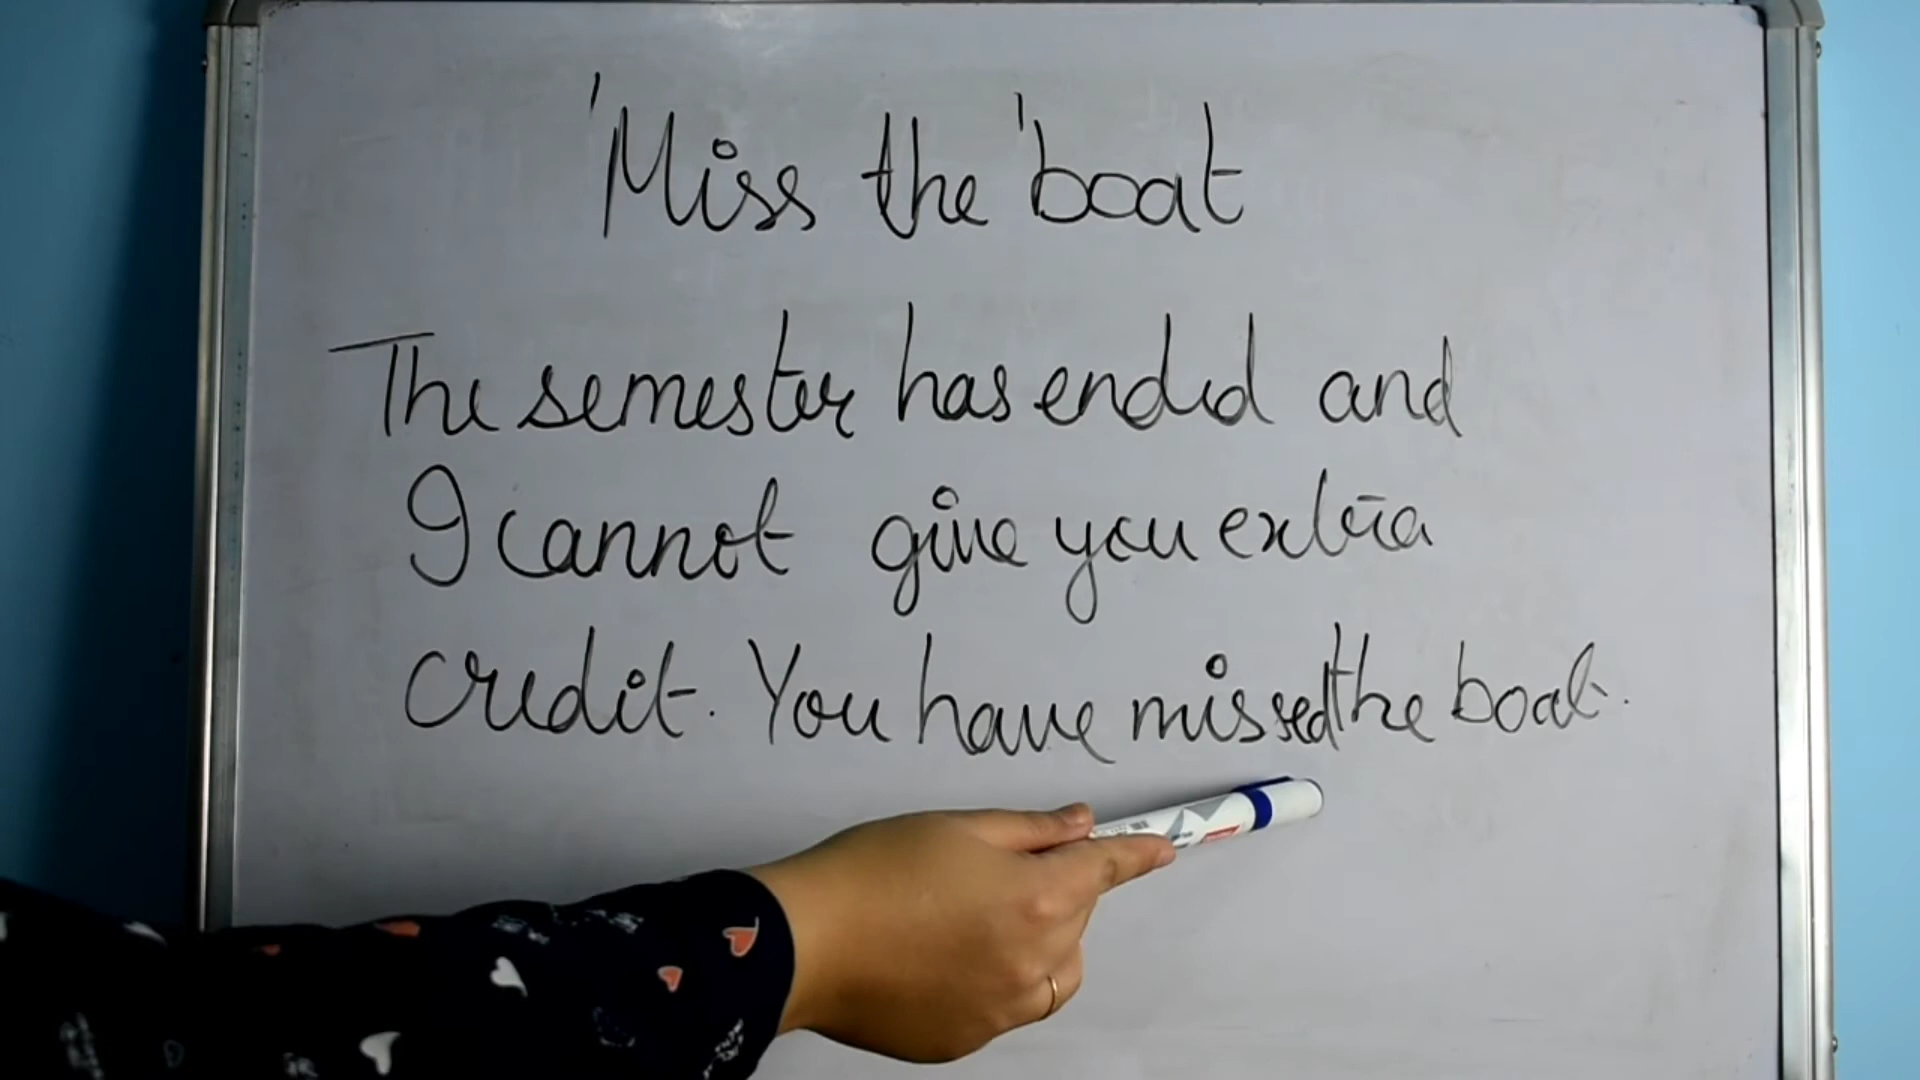 'Miss the 'boat
The semester has ended and
I cannot give you extra
credit. You have missed the boat.